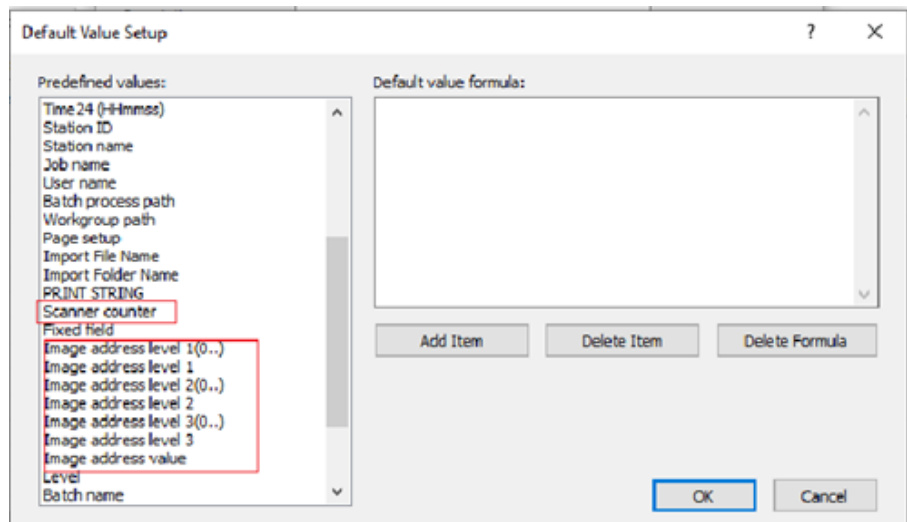 Default Value Setup
Predefined values:
Default value formula:
Time 24 (HHmmss)
Station ID
Station name
Job name
User name
Batch process path
Workgroup path
Page setup
Import File Name
Import Folder Name
PRINT STRING
Scanner counter
Fixed field
Image address level 1(0..)
Image address level 1
Image address level 2(0..)
Image address level 2
Image address level 3(0..)
Image address level 3
Image address value
Level
Batch name
Add Item
Delete Item
Delete Formula
OK
Cancel